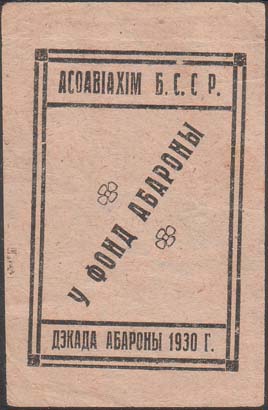 АСОАВІАХІМ Б. С. С Р.
У ФОНД АБАРОНЫ
ДЭКАДА АБАРОНЫ 1930 Г.